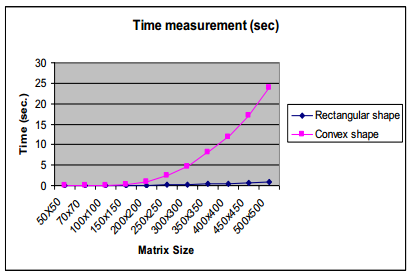 Time measurement (sec)
30
25
20
15
10
5
0
Time (sec.)
50X50
70x70
100x100
150x150
200x200
250x250
300x300
350x350
400x400
450x450
500x500
Matrix Size
Rectangular shape
Convex shape